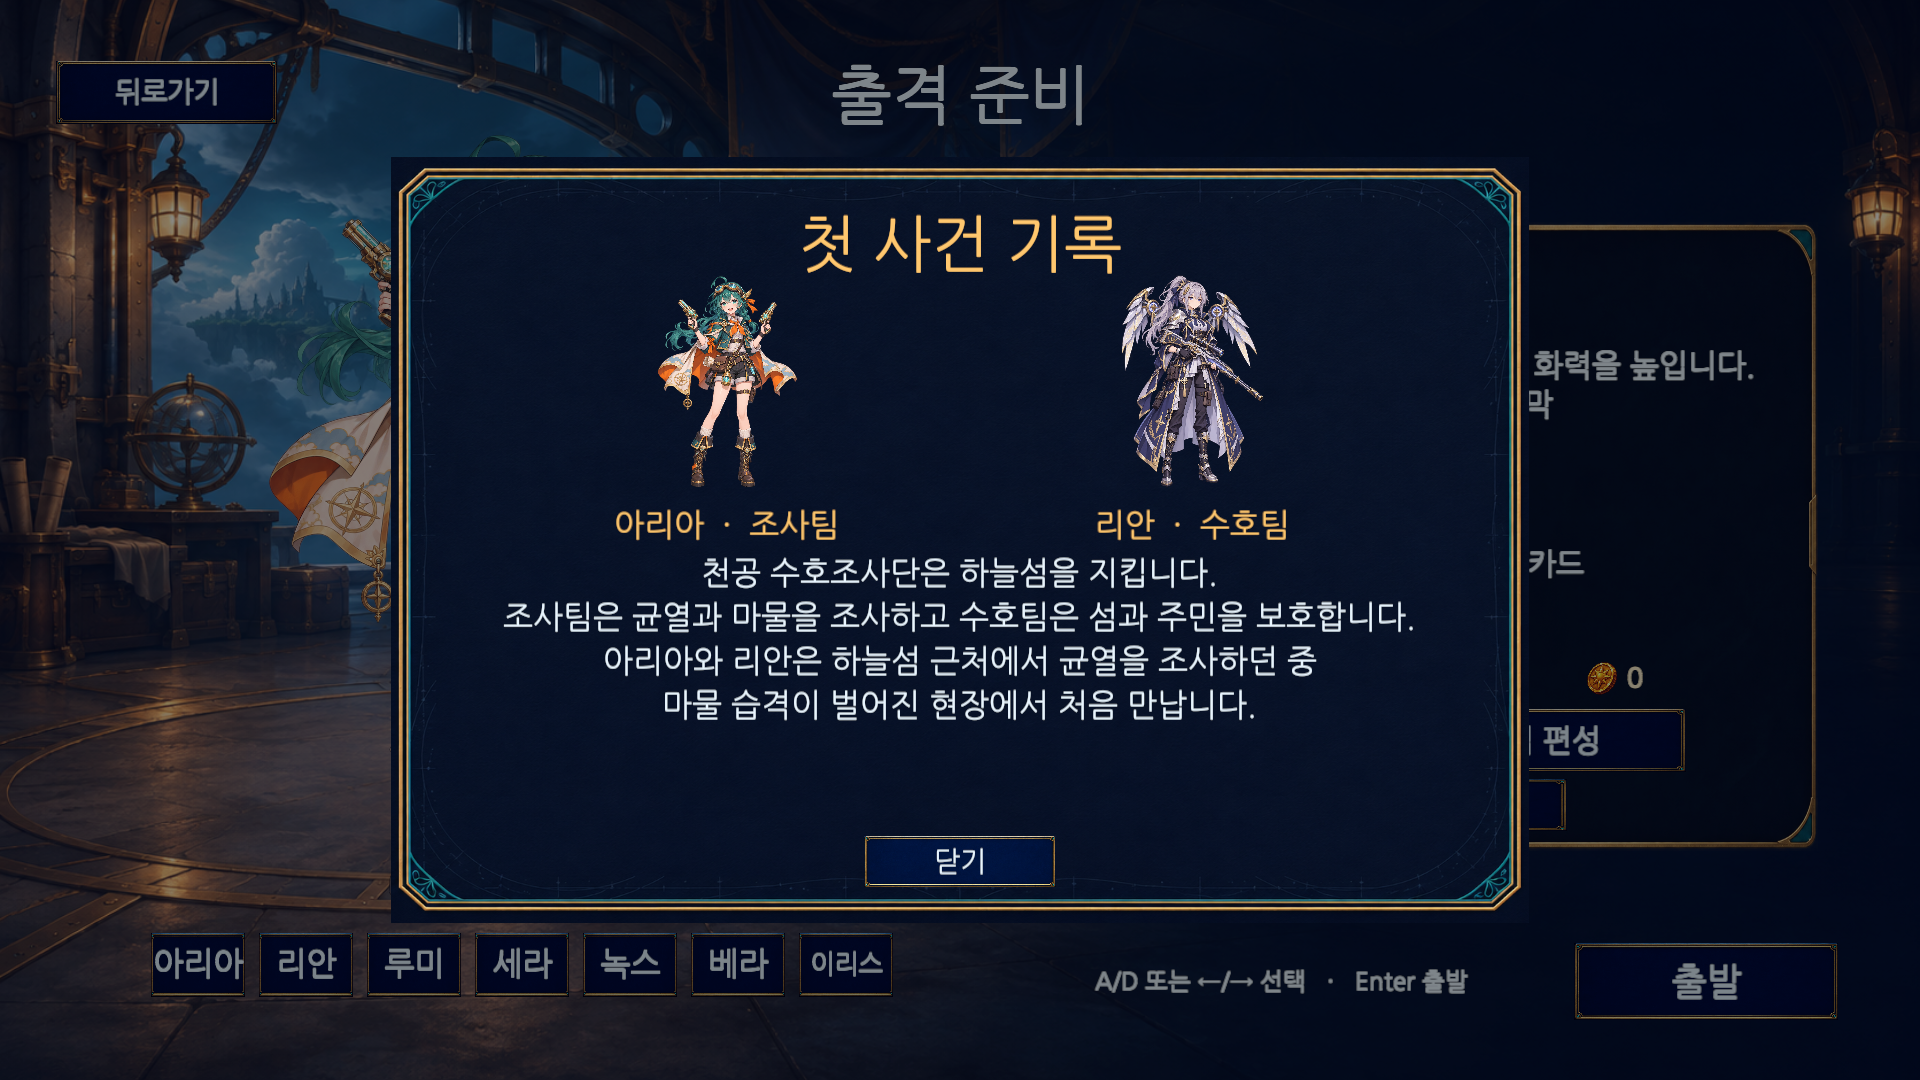 뒤로가기
출격 준비
첫 사건 기록
아리아 · 조사팀
리안 · 수호팀
천공 수호조사단은 하늘섬을 지킵니다.
조사팀은 균열과 마물을 조사하고 수호팀은 섬과 주민을 보호합니다.
아리아와 리안은 하늘섬 근처에서 균열을 조사하던 중
마물 습격이 벌어진 현장에서 처음 만납니다.
닫기
화력을 높입니다.
막
카드
0
편성
아리아
리안
루미
세라
녹스
베라
이리스
A/D 또는 ←/→ 선택 · Enter 출발
출발